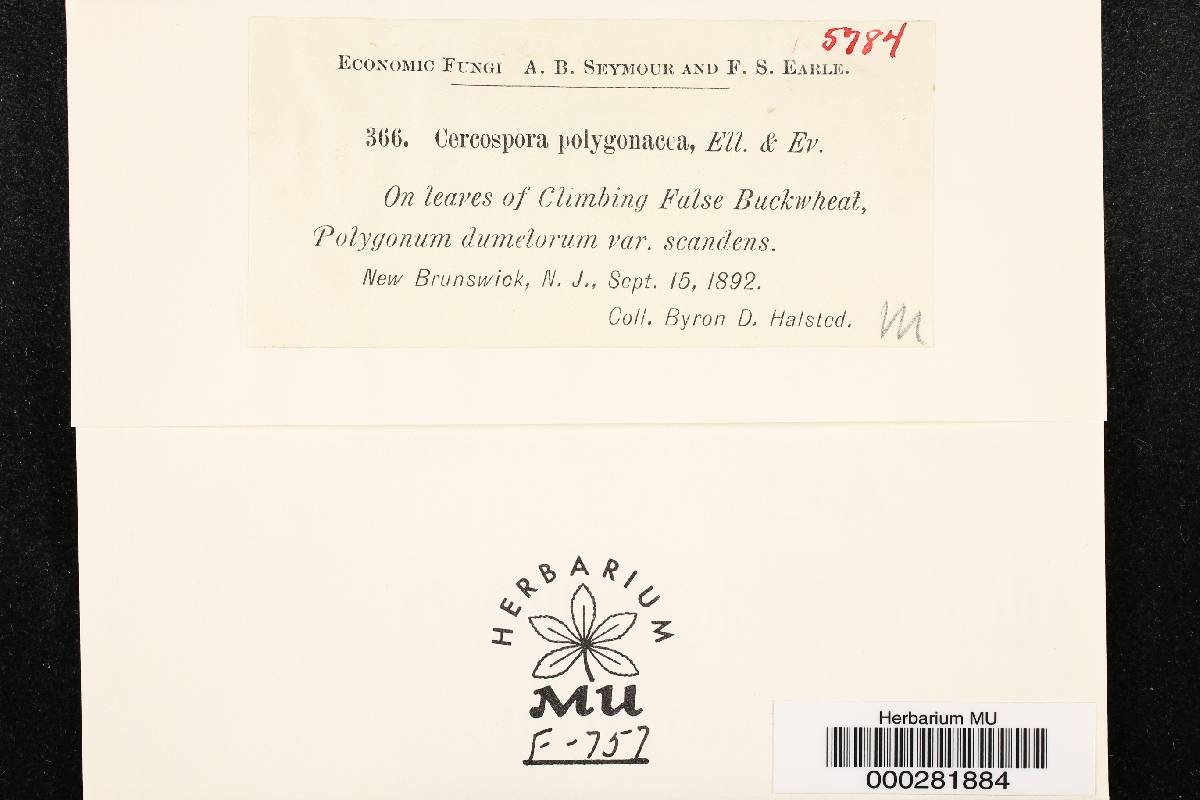 5784
ECONOMIC FUNGI A. B. SEYMOUR AND F. S. EARLE.
366. Cercospora polygonacea, Ell. & Ev.
On leaves of Climbing False Buckwheat,
Polygonum dumetorum var. scandens.
New Brunswick, N. J., Sept. 15, 1892.
Coll. Byron D. Halsted.
m
HERBARIUM
MU
F-757
Herbarium MU
000281884